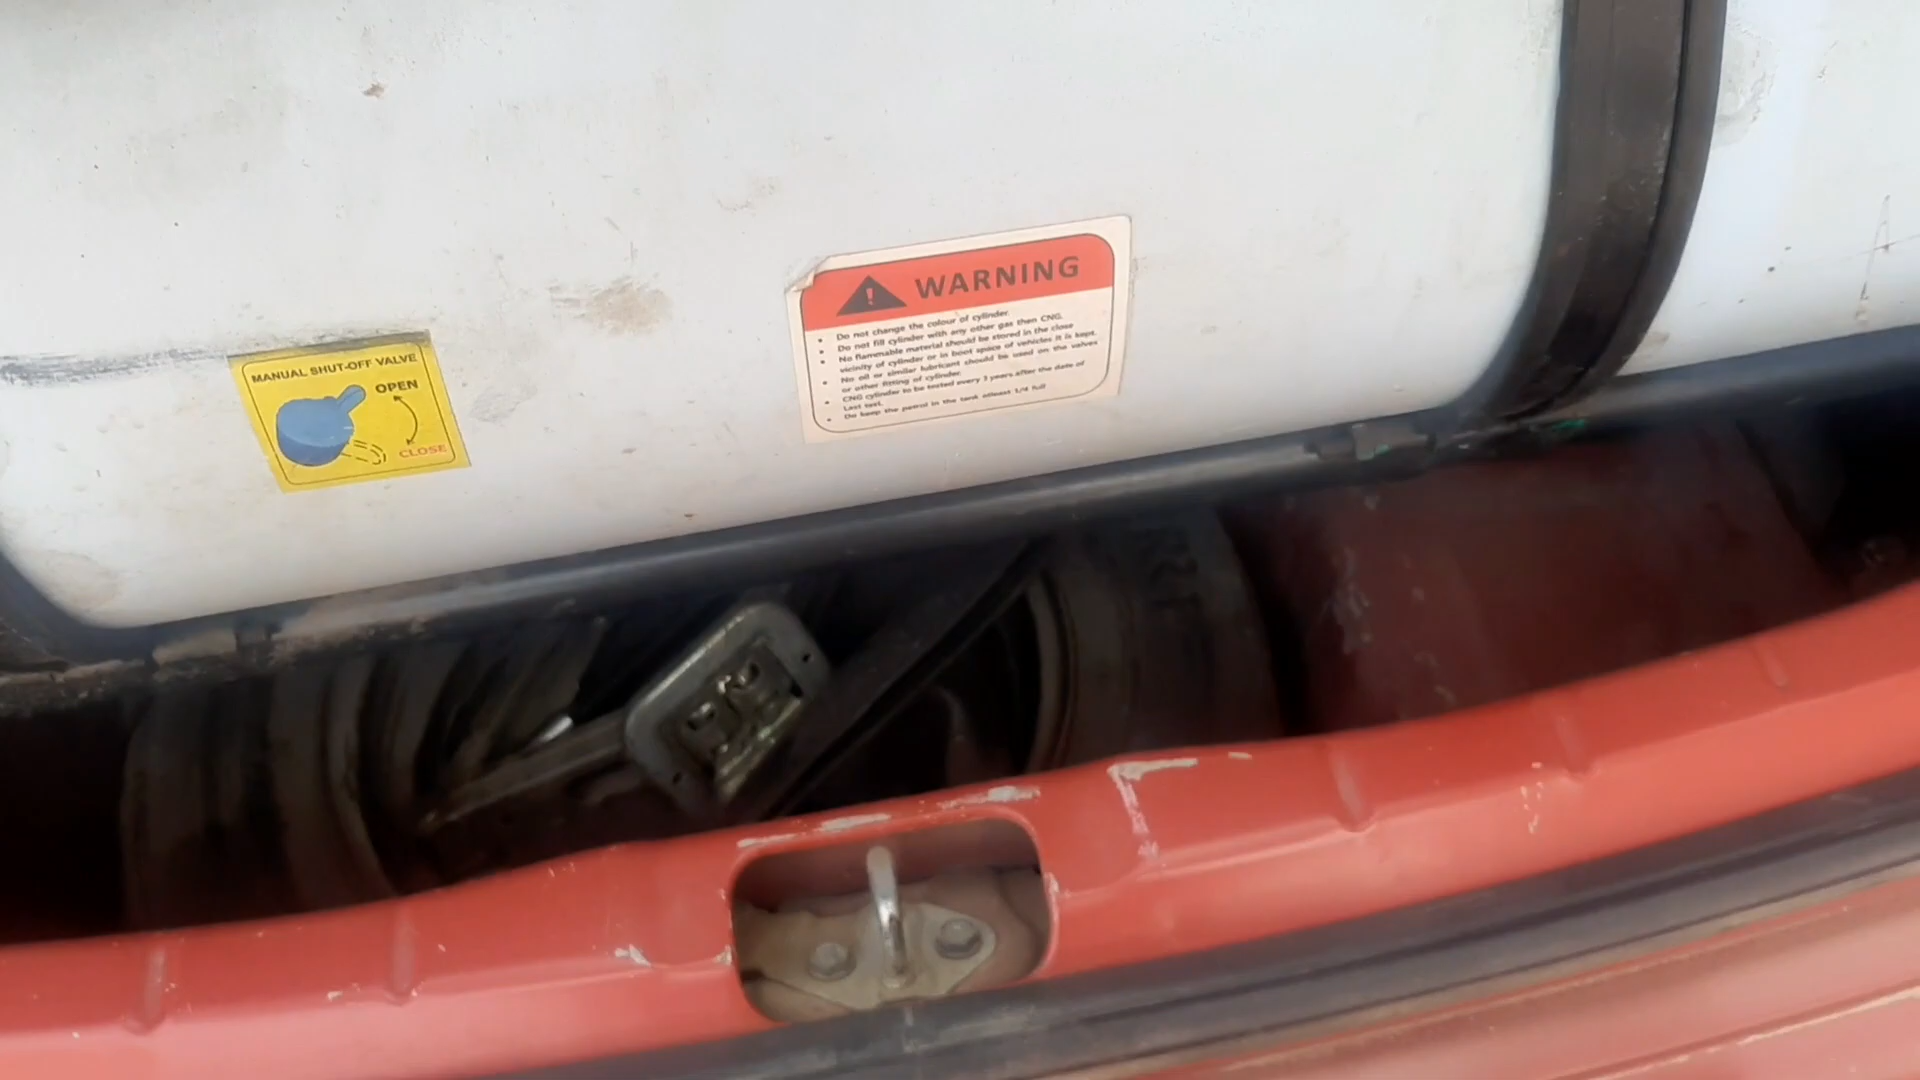 MANUAL SHUT-OFF VALVE
OPEN
CLOSE
! WARNING
• Do not change the colour of cylinder.
• Do not fill cylinder with any other gas then CNG.
• No flammable material should be stored in the close
vicinity of cylinder or in boot space of vehicles it is kept.
• No oil or similar lubricant should be used on the valves
or other fitting of cylinder.
• CNG cylinder to be tested every 3 years after the date of
Last test.
• Do keep the petrol in the tank atleast 1/4 full